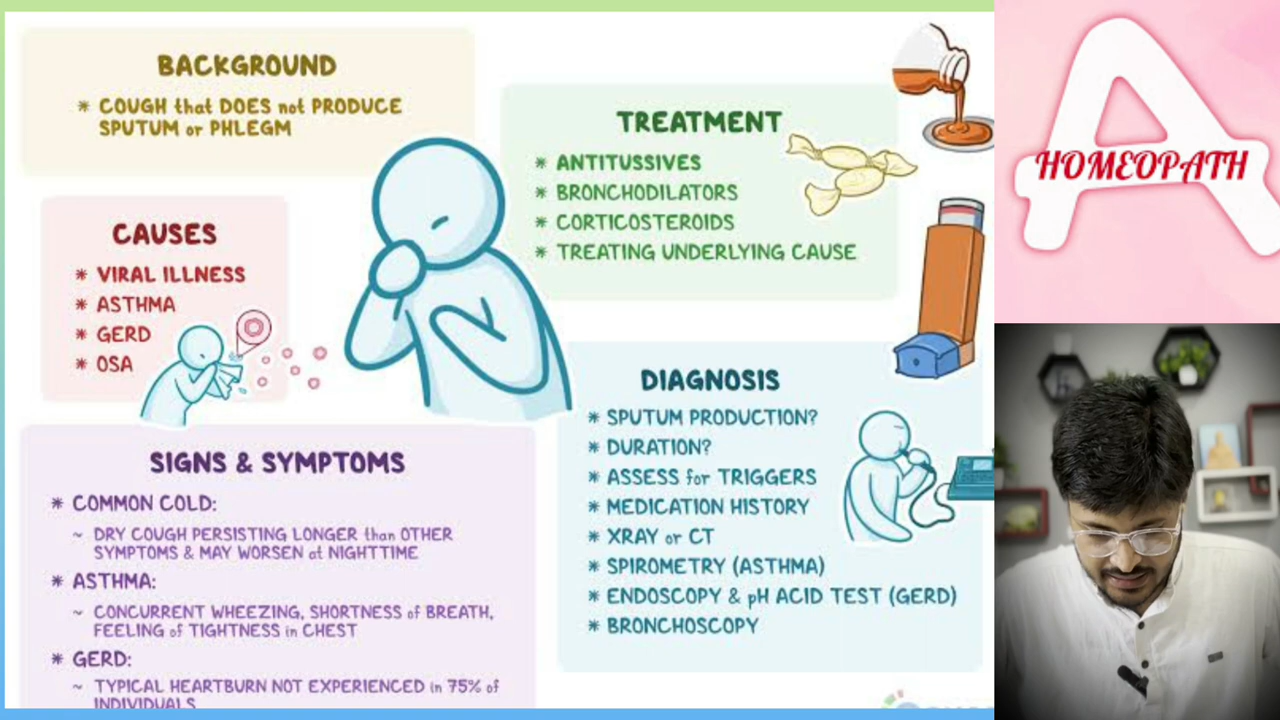 BACKGROUND
* COUGH that DOES not PRODUCE
SPUTUM or PHLEGM
CAUSES
* VIRAL ILLNESS
* ASTHMA
* GERD
* OSA
TREATMENT
* ANTITUSSIVES
* BRONCHODILATORS
* CORTICOSTEROIDS
* TREATING UNDERLYING CAUSE
SIGNS & SYMPTOMS
* COMMON COLD:
~ DRY COUGH PERSISTING LONGER than OTHER
SYMPTOMS & MAY WORSEN at NIGHTTIME
* ASTHMA:
~ CONCURRENT WHEEZING, SHORTNESS of BREATH,
FEELING of TIGHTNESS in CHEST
* GERD:
~ TYPICAL HEARTBURN NOT EXPERIENCED in 75% of
INDIVIDUALS
DIAGNOSIS
* SPUTUM PRODUCTION?
* DURATION?
* ASSESS for TRIGGERS
* MEDICATION HISTORY
* XRAY or CT
* SPIROMETRY (ASTHMA)
* ENDOSCOPY & pH ACID TEST (GERD)
* BRONCHOSCOPY
A
HOMEOPATH